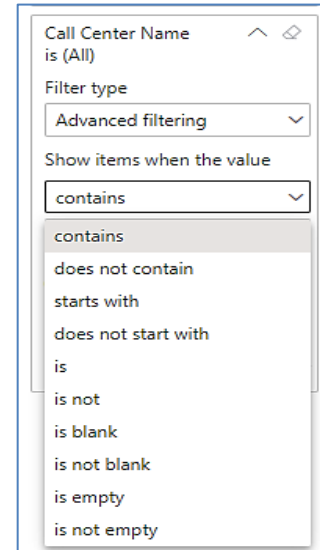 Call Center Name
is (All)
Filter type
Advanced filtering
Show items when the value
contains
contains
does not contain
starts with
does not start with
is
is not
is blank
is not blank
is empty
is not empty